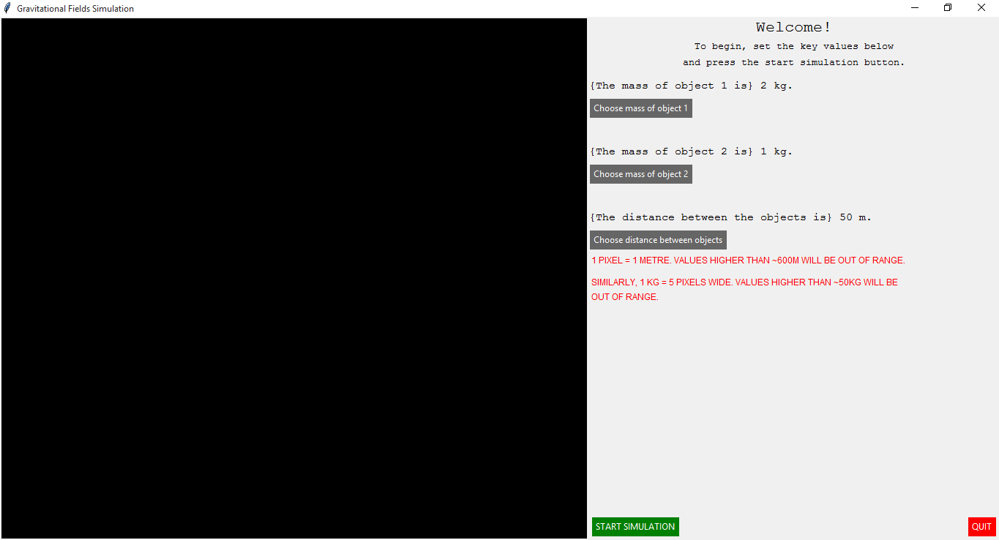 Gravitational Fields Simulation
Welcome!
To begin, set the key values below
and press the start simulation button.
{The mass of object 1 is} 2 kg.
Choose mass of object 1
{The mass of object 2 is} 1 kg.
Choose mass of object 2
{The distance between the objects is} 50 m.
Choose distance between objects
1 PIXEL = 1 METRE. VALUES HIGHER THAN ~600M WILL BE OUT OF RANGE.
SIMILARLY, 1 KG = 5 PIXELS WIDE. VALUES HIGHER THAN ~50KG WILL BE
OUT OF RANGE.
START SIMULATION
QUIT